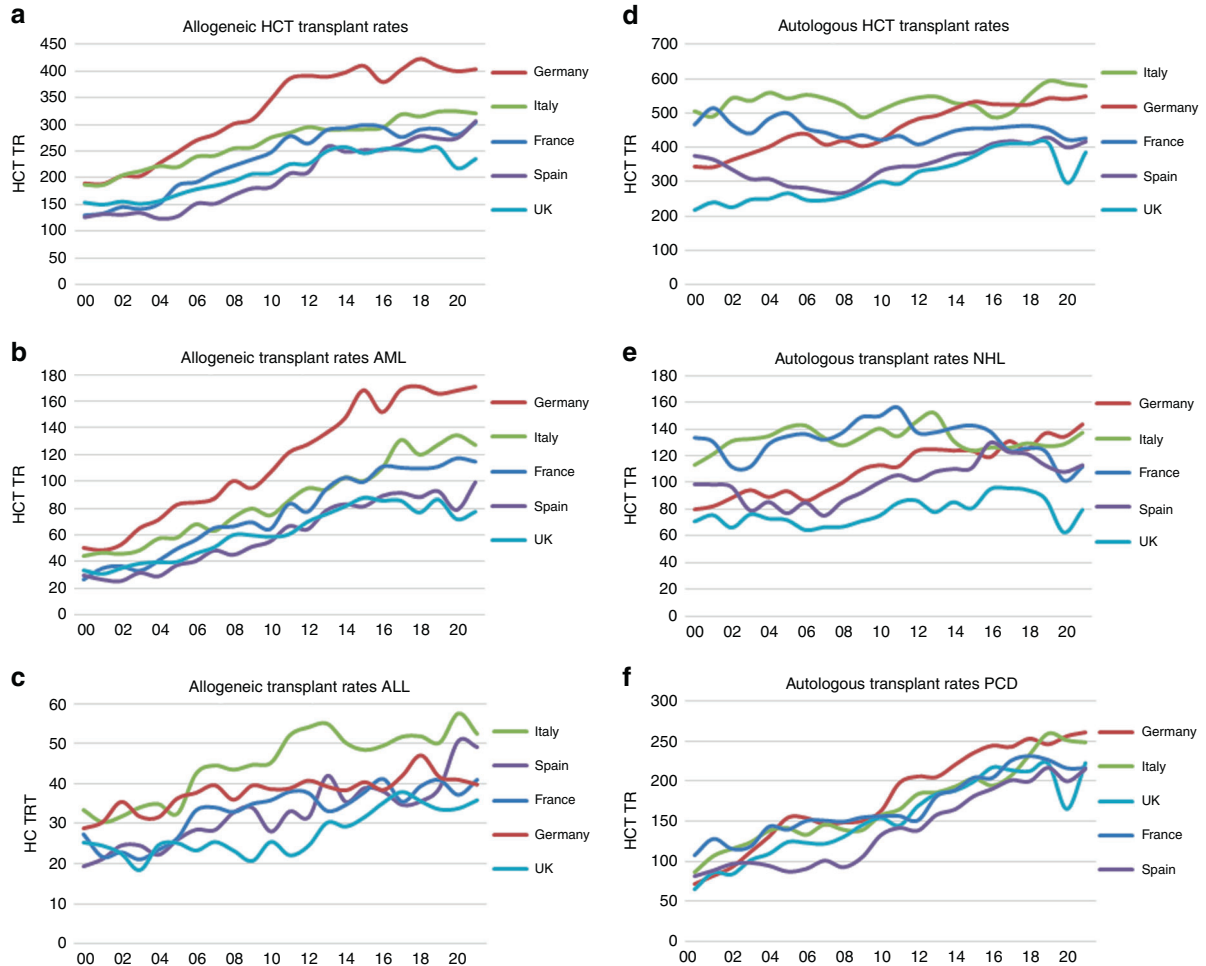 a
Allogeneic HCT transplant rates
HCT TR
450
400
350
300
250
200
150
100
50
0
00 02 04 06 08 10 12 14 16 18 20
Germany
Italy
France
Spain
UK
b
Allogeneic transplant rates AML
HCT TR
180
160
140
120
100
80
60
40
20
0
00 02 04 06 08 10 12 14 16 18 20
Germany
Italy
France
Spain
UK
c
Allogeneic transplant rates ALL
HC TRT
60
50
40
30
20
10
0
00 02 04 06 08 10 12 14 16 18 20
Italy
Spain
France
Germany
UK
d
Autologous HCT transplant rates
HCT TR
700
600
500
400
300
200
100
0
00 02 04 06 08 10 12 14 16 18 20
Italy
Germany
France
Spain
UK
e
Autologous transplant rates NHL
HCT TR
180
160
140
120
100
80
60
40
20
0
00 02 04 06 08 10 12 14 16 18 20
Germany
Italy
France
Spain
UK
f
Autologous transplant rates PCD
HCT TR
300
250
200
150
100
50
0
00 02 04 06 08 10 12 14 16 18 20
Germany
Italy
UK
France
Spain